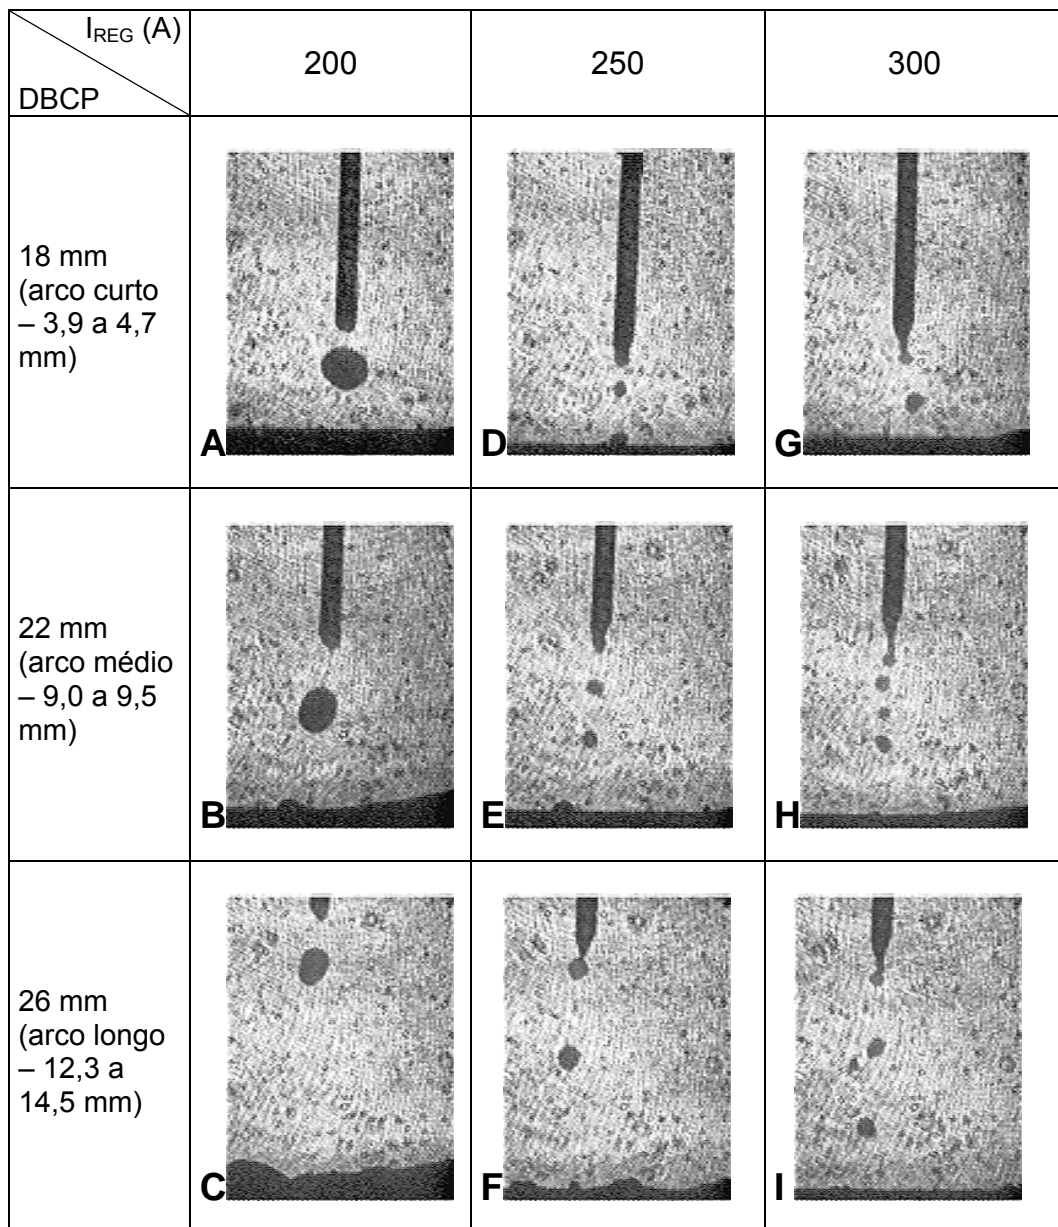 I_REG (A)
DBCP
200
250
300
18 mm
(arco curto
– 3,9 a 4,7
mm)
A
D
G
22 mm
(arco médio
– 9,0 a 9,5
mm)
B
E
H
26 mm
(arco longo
– 12,3 a
14,5 mm)
C
F
I